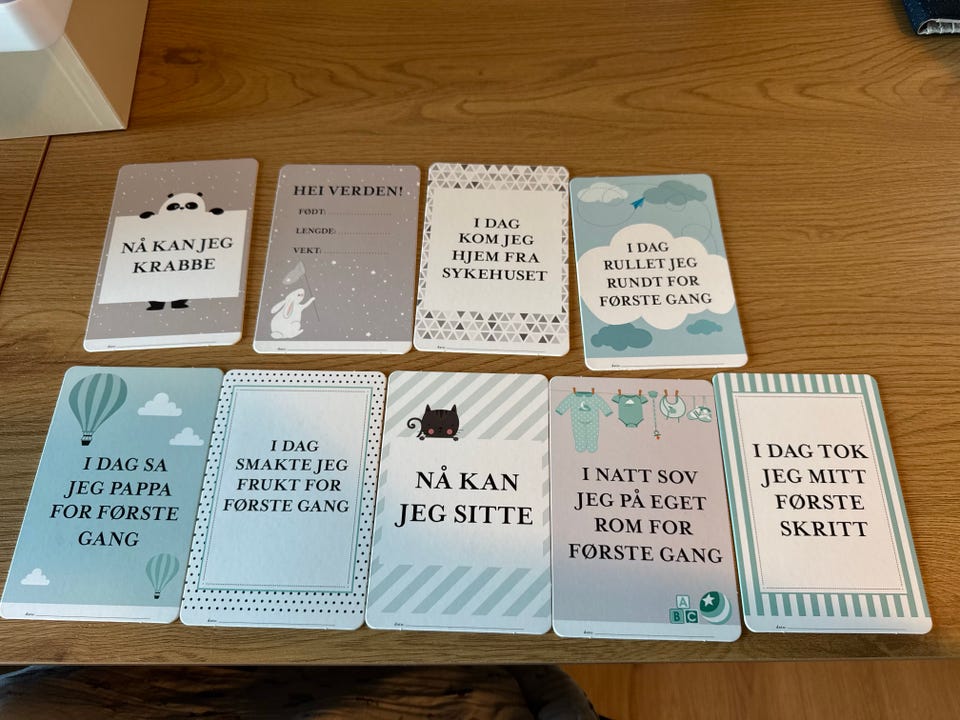 NÅ KAN JEG
KRABBE
HEI VERDEN!
FØDT:
LENGDE:
VEKT:
I DAG
KOM JEG
HJEM FRA
SYKEHUSET
I DAG
RULLET JEG
RUNDT FOR
FØRSTE GANG
I DAG SA
JEG PAPPA
FOR FØRSTE
GANG
I DAG
SMAKTE JEG
FRUKT FOR
FØRSTE GANG
NÅ KAN
JEG SITTE
I NATT SOV
JEG PÅ EGET
ROM FOR
FØRSTE GANG
A
B C
I DAG TOK
JEG MITT
FØRSTE
SKRITT